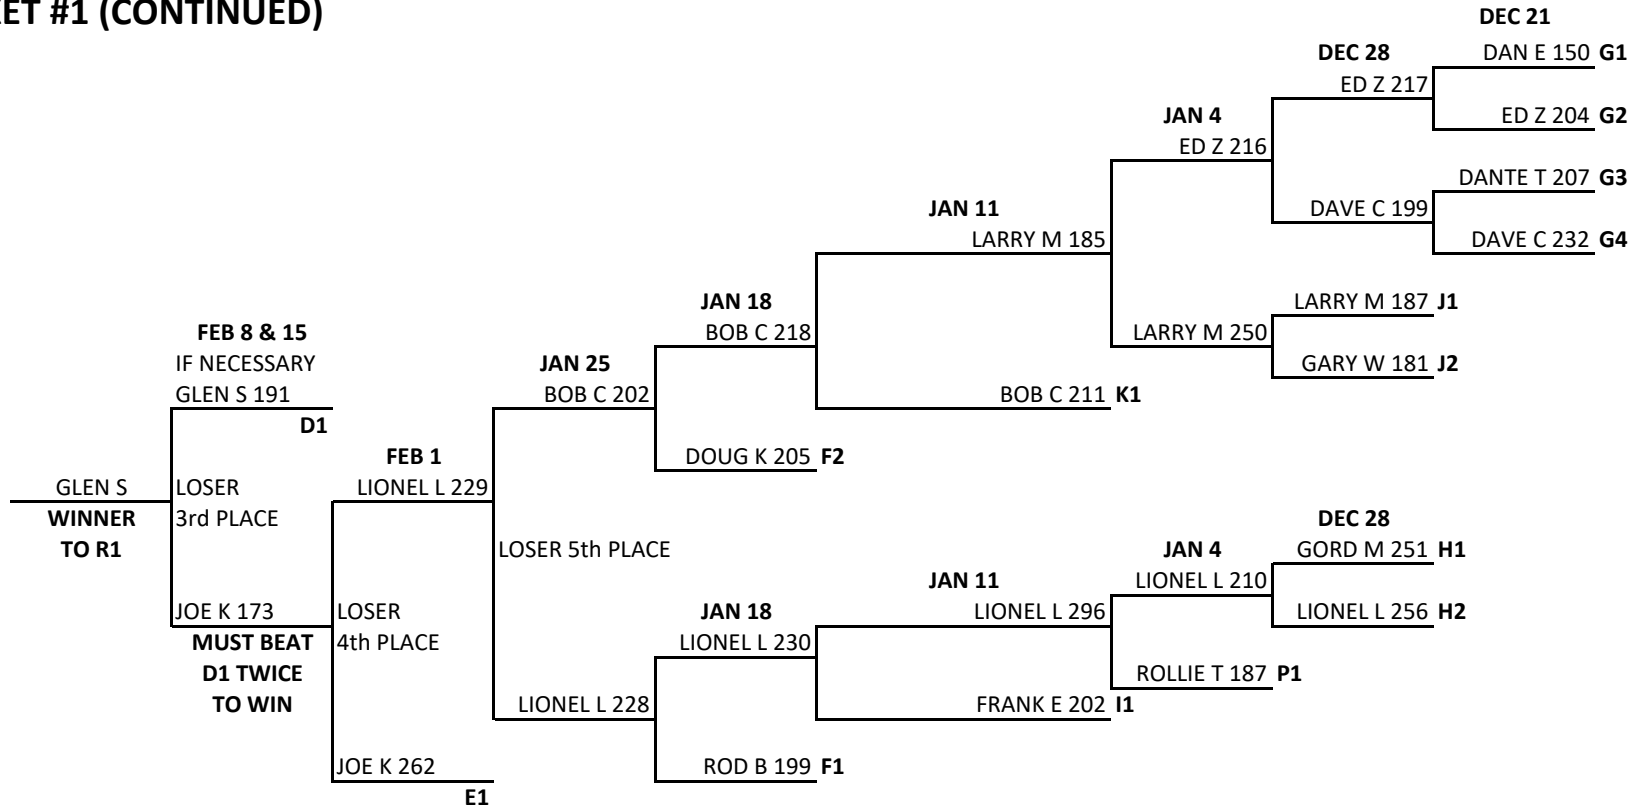 KET #1 (CONTINUED)
DEC 21
DEC 28
DAN E 150 G1
ED Z 217
JAN 4
ED Z 204 G2
ED Z 216
DANTE T 207 G3
JAN 11
DAVE C 199
LARRY M 185
DAVE C 232 G4
JAN 18
LARRY M 187 J1
FEB 8 & 15
BOB C 218
LARRY M 250
IF NECESSARY
JAN 25
GARY W 181 J2
GLEN S 191
BOB C 202
BOB C 211 K1
D1
FEB 1
DOUG K 205 F2
GLEN S
LOSER
LIONEL L 229
WINNER
3rd PLACE
DEC 28
TO R1
LOSER 5th PLACE
JAN 4
GORD M 251 H1
JAN 11
LIONEL L 210
JOE K 173
LOSER
JAN 18
LIONEL L 296
LIONEL L 256 H2
MUST BEAT
4th PLACE
LIONEL L 230
D1 TWICE
ROLLIE T 187 P1
TO WIN
LIONEL L 228
FRANK E 202 I1
JOE K 262
ROD B 199 F1
E1